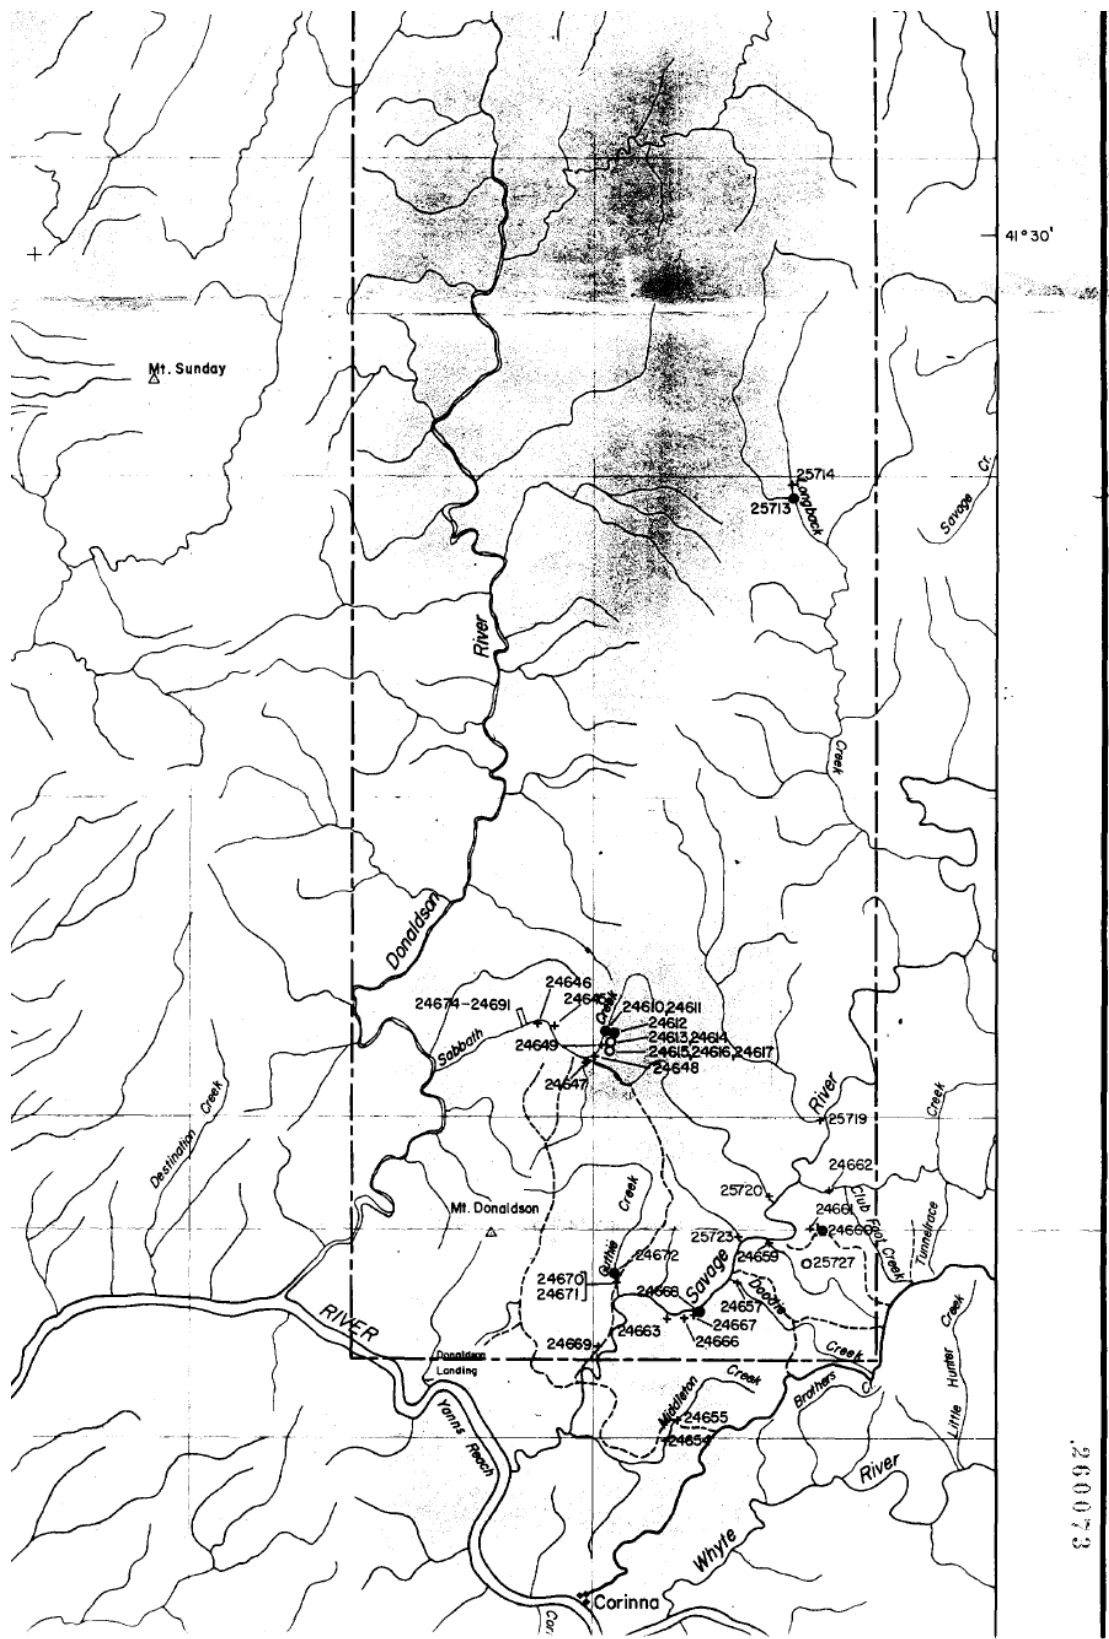 41°30'
Mt. Sunday
Savage Cr.
25714
25713
Longback
River
Creek
Donaldson
24646
24645
24674-24691
Creek
24610,24611
24612
24613,24614
24615,24616,24617
24649
24648
24647
Sabbath
River
25719
Creek
Destination Creek
24662
25720
24661
Club Foot Creek
24660
Tunnelrace
Mt. Donaldson
Creek
Guthrie
25723
24659
25727
24672
24670
24671
24668
Savage
24657
Doodie
Creek
24667
24666
24663
24669
RIVER
Donaldson
Landing
Creek
Little Hunter
Brothers Cr.
Middleton Creek
24655
24654
Yanns Reach
River
Whyte
Corinna
260073